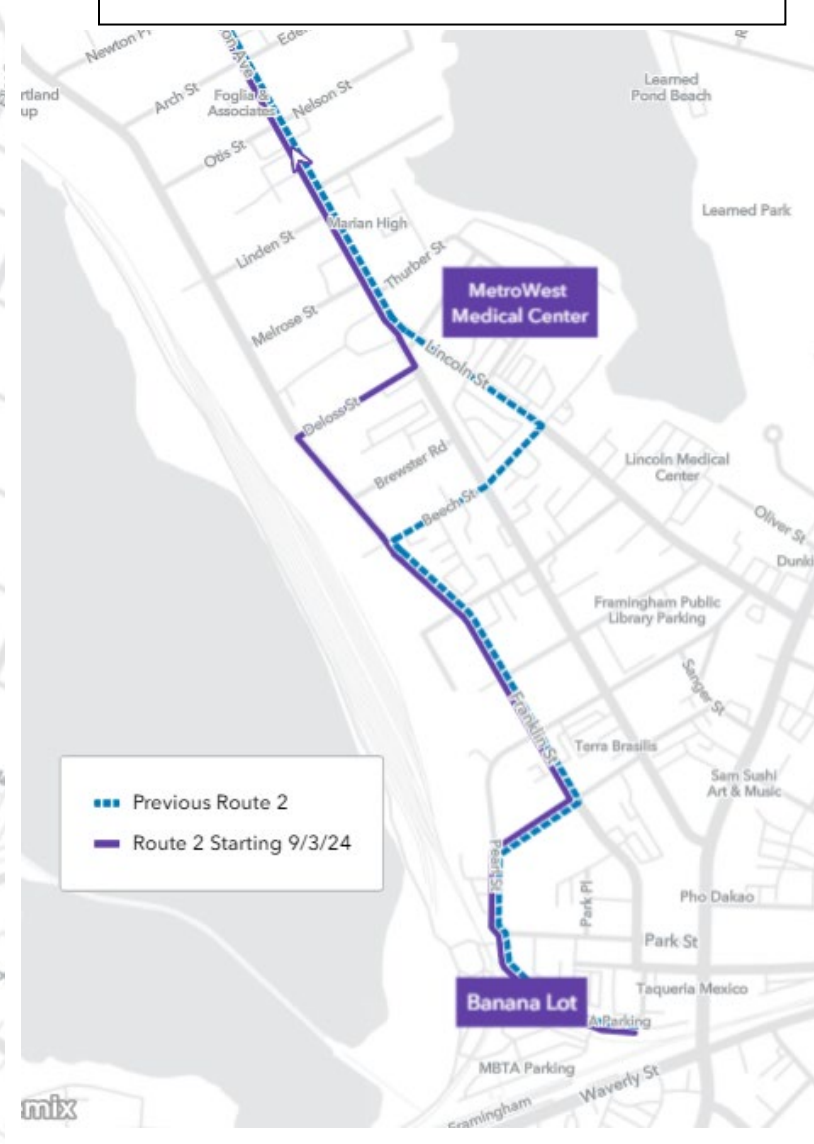 Newton
Arch St
Foglia &
Associates
Nelson St
Learned
Pond Beach
Otis St
Learned Park
Marian High
Linden St
Thurber St
MetroWest
Medical Center
Melrose St
Lincoln St
Deloss St
Brewster Rd
Lincoln Medical
Center
Beech St
Oliver St
Dunki
Framingham Public
Library Parking
Sanger St
Franklin St
Terra Brasilis
Sam Sushi
Art & Music
Previous Route 2
Route 2 Starting 9/3/24
Pearl St
Park Pl
Pho Dakao
Park St
Banana Lot
Taqueria Mexico
A Parking
MBTA Parking
Waverly St
Framingham
mix